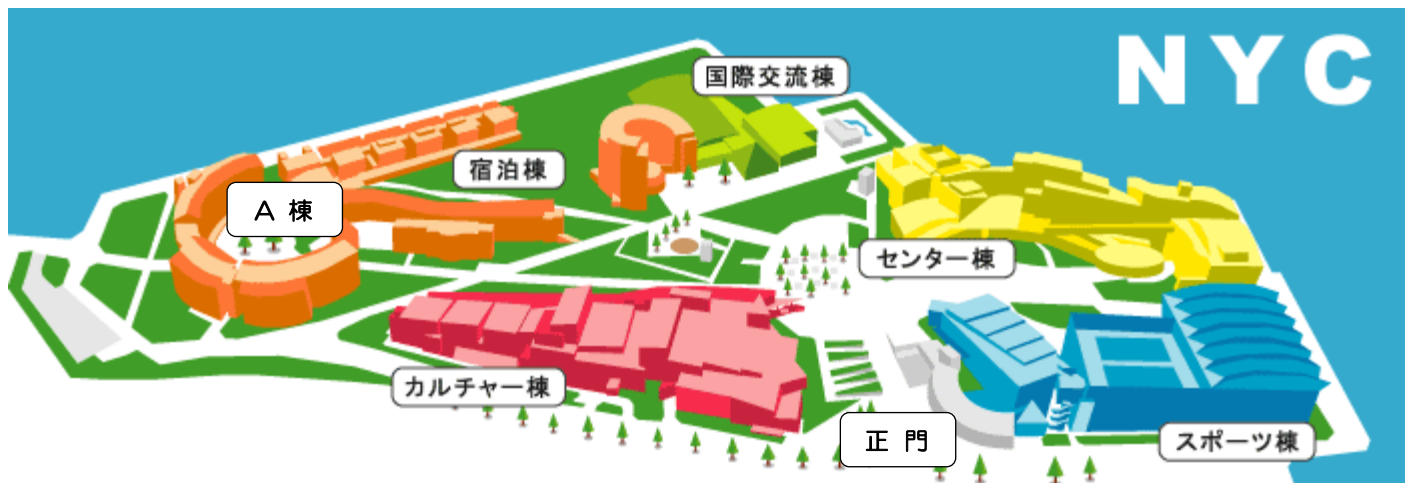 NYC
国際交流棟
宿泊棟
A 棟
センター棟
カルチャー棟
正 門
スポーツ棟